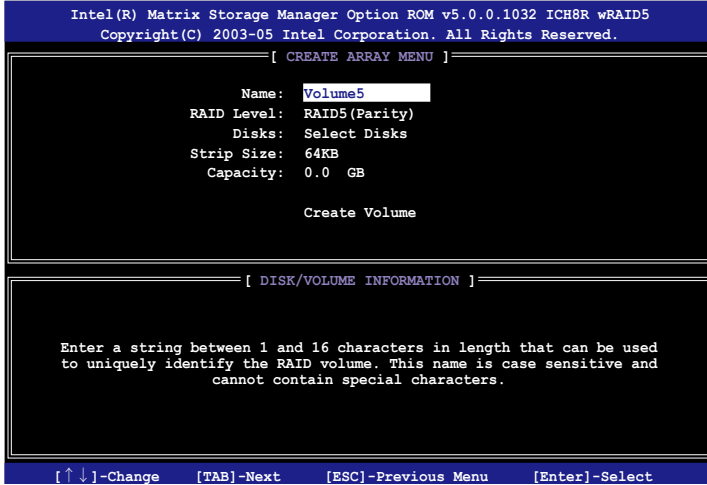 Intel(R) Matrix Storage Manager Option ROM v5.0.0.1032 ICH8R wRAID5
Copyright(C) 2003-05 Intel Corporation. All Rights Reserved.
[ CREATE ARRAY MENU ]
Name: Volume5
RAID Level: RAID5(Parity)
Disks: Select Disks
Strip Size: 64KB
Capacity: 0.0 GB
Create Volume
[ DISK/VOLUME INFORMATION ]
Enter a string between 1 and 16 characters in length that can be used
to uniquely identify the RAID volume. This name is case sensitive and
cannot contain special characters.
[↑↓]-Change [TAB]-Next [ESC]-Previous Menu [Enter]-Select